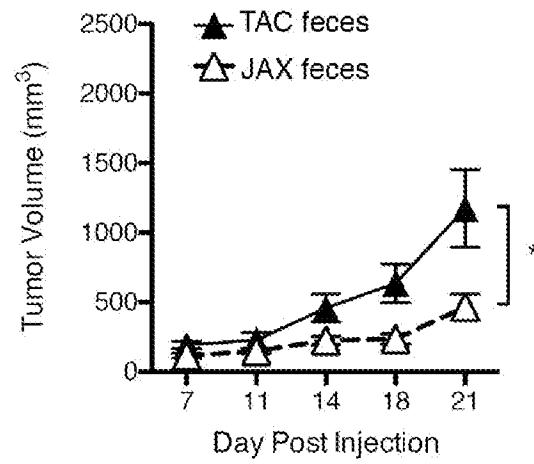 TAC feces
JAX feces
Tumor Volume (mm³)
2500
2000
1500
1000
500
0
*
7 11 14 18 21
Day Post Injection